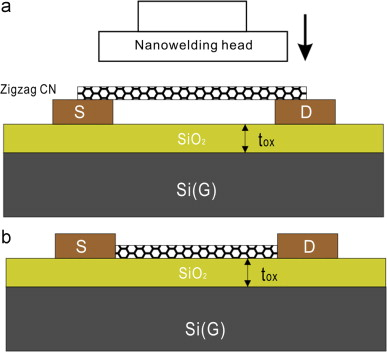 a
Nanowelding head
Zigzag CN
S D
SiO₂ tox
Si(G)
b
S D
SiO₂ tox
Si(G)